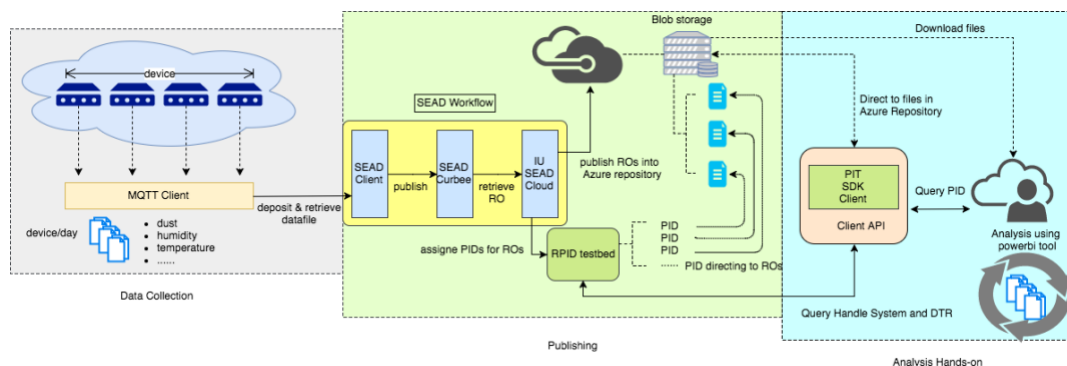 device
MQTT Client
device/day
• dust
• humidity
• temperature
• ......
Data Collection
deposit & retrieve
datafile
SEAD Workflow
SEAD
Client
publish
SEAD
Curbee
retrieve
RO
IU
SEAD
Cloud
publish ROs into
Azure repository
Blob storage
assigne PIDs for ROs
RPID testbed
PID
PID
PID
...... PID directing to ROs
Publishing
Download files
Direct to files in
Azure Repository
PIT
SDK
Client
Client API
Query PID
Analysis using
powerbi tool
Query Handle System and DTR
Analysis Hands-on